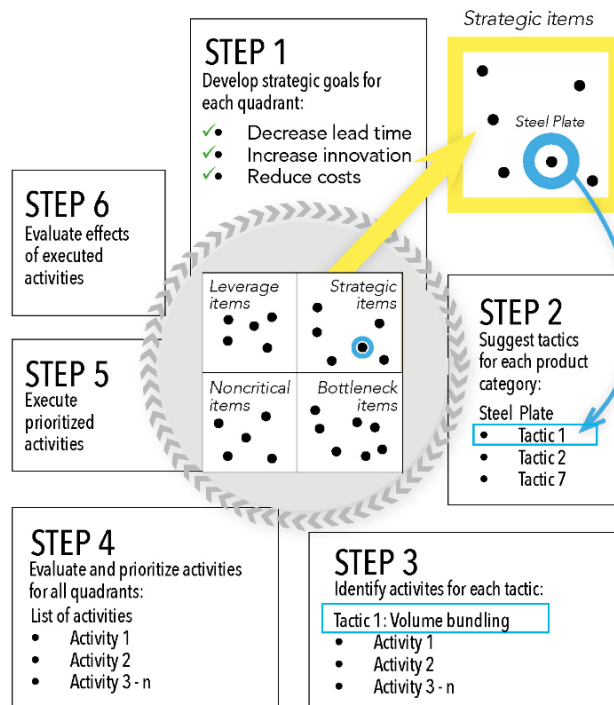 STEP 1
Develop strategic goals for
each quadrant:
• Decrease lead time
• Increase innovation
• Reduce costs
Strategic items
Steel Plate
STEP 6
Evaluate effects
of executed
activities
Leverage
items
Strategic
items
Noncritical
items
Bottleneck
items
STEP 2
Suggest tactics
for each product
category:
Steel Plate
• Tactic 1
• Tactic 2
• Tactic 7
STEP 5
Execute
prioritized
activities
STEP 4
Evaluate and prioritize activities
for all quadrants:
List of activities
• Activity 1
• Activity 2
• Activity 3 - n
STEP 3
Identify activites for each tactic:
Tactic 1: Volume bundling
• Activity 1
• Activity 2
• Activity 3 - n